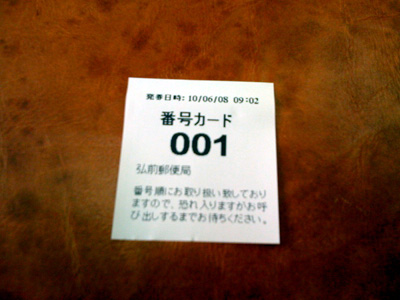 発券日時: 10/06/08 09:02
番号カード
001
弘前郵便局
番号順にお取り扱い致しており
ますので、恐れ入りますがお呼
び出しするまでお待ちください。